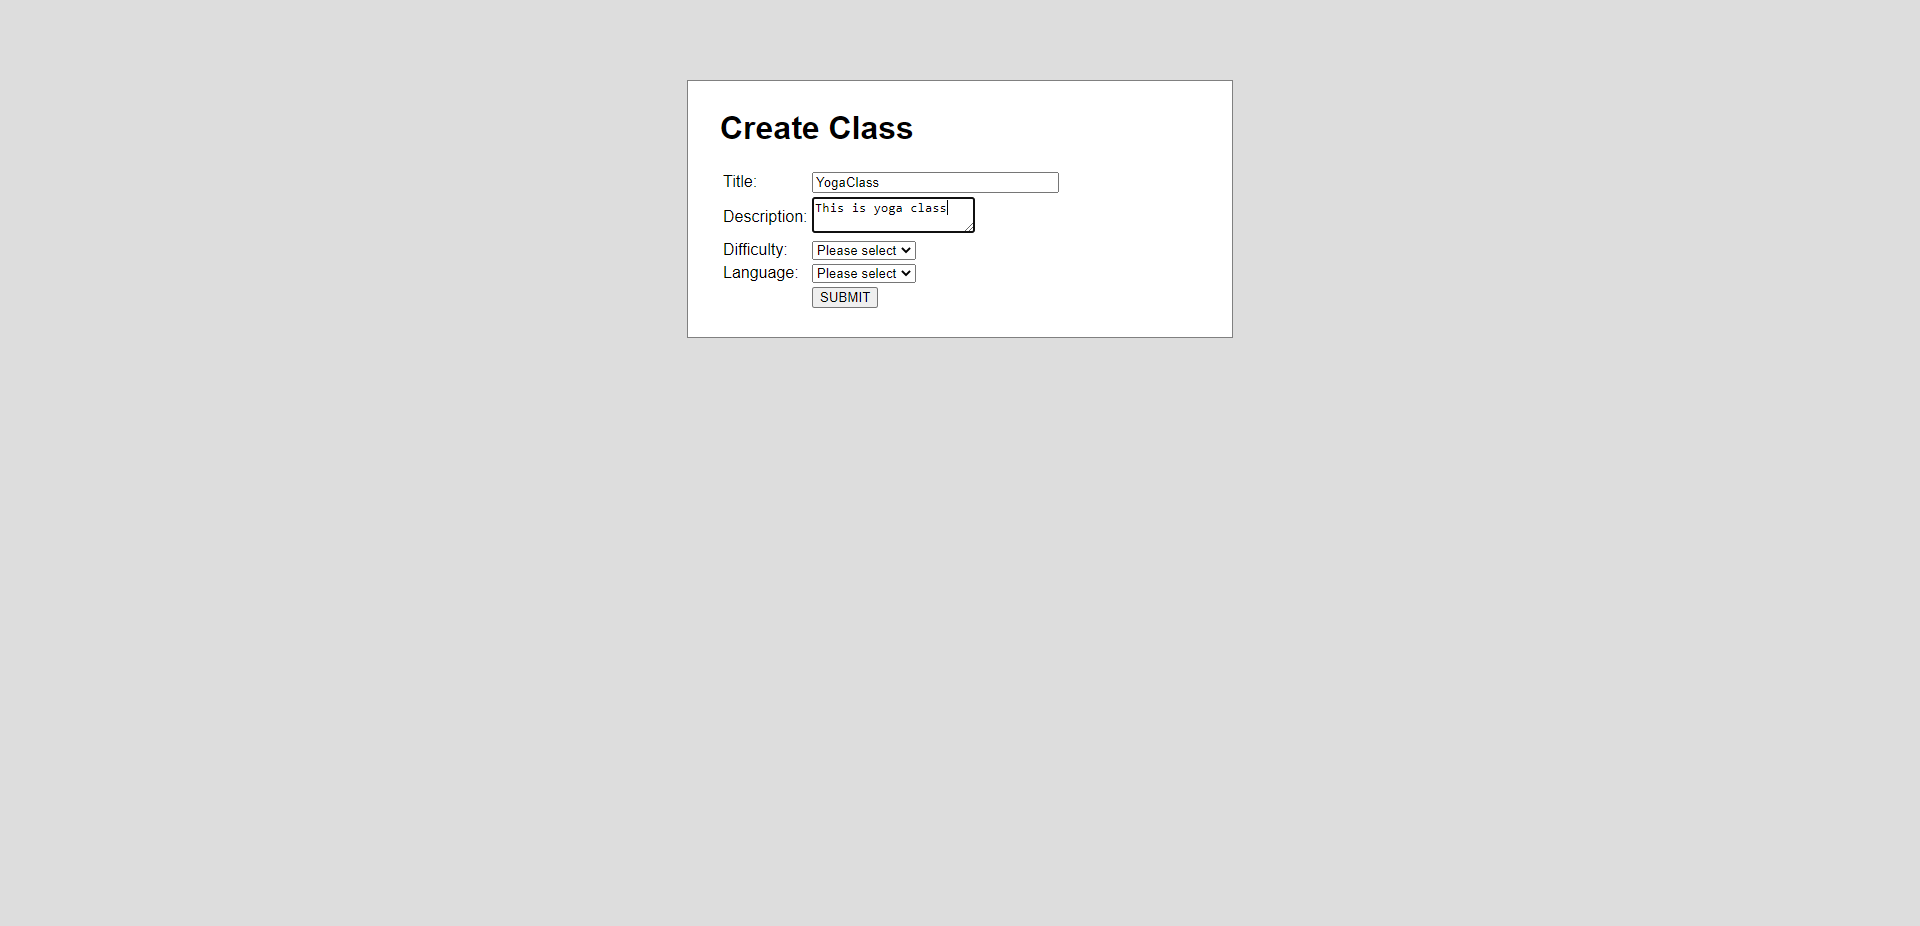 Create Class
Title: YogaClass
Description: This is yoga class
Difficulty: Please select
Language: Please select
SUBMIT